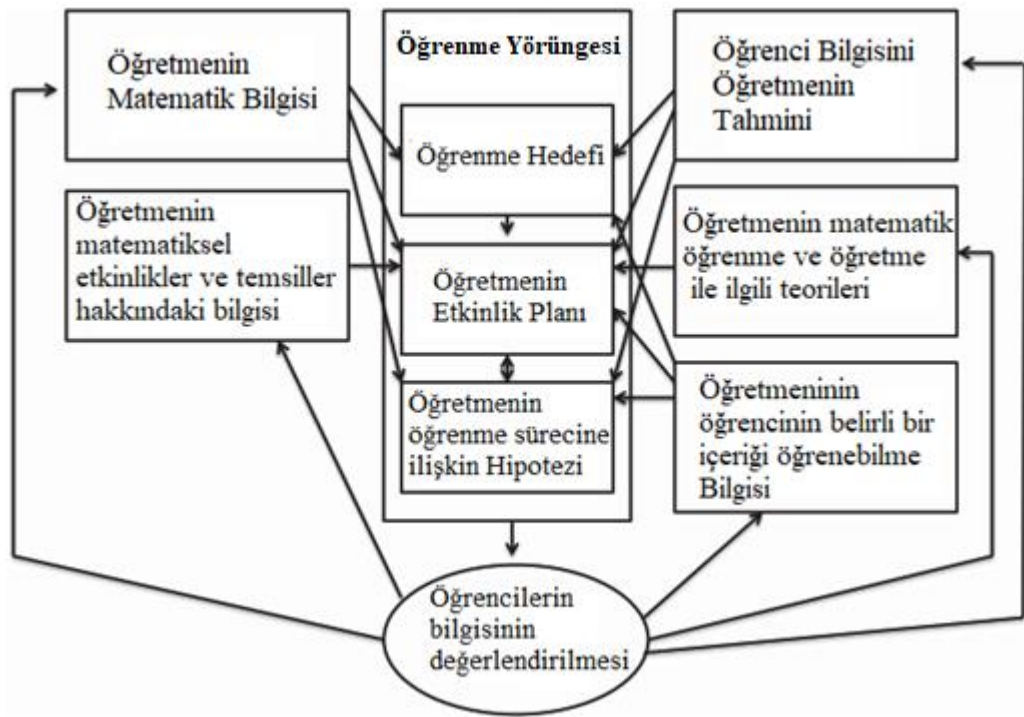 Öğretmenin
Matematik Bilgisi
Öğretmenin
matematiksel
etkinlikler ve temsiller
hakkındaki bilgisi
Öğrenme Yörüngesi
Öğrenme Hedefi
Öğretmenin
Etkinlik Planı
Öğretmenin
öğrenme sürecine
ilişkin Hipotezi
Öğrenci Bilgisini
Öğretmenin
Tahmini
Öğretmenin matematik
öğrenme ve öğretme
ile ilgili teorileri
Öğretmeninin
öğrencinin belirli bir
içeriği öğrenebilme
Bilgisi
Öğrencilerin
bilgisinin
değerlendirilmesi